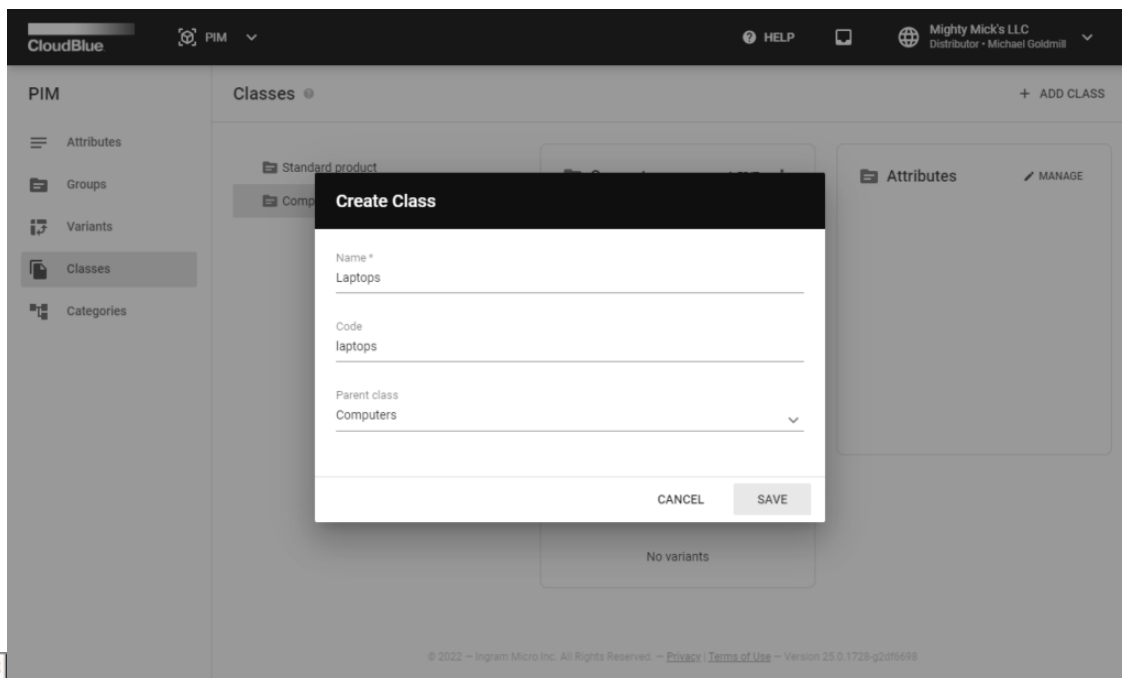 CloudBlue
PIM
HELP
Mighty Mick's LLC
Distributor • Michael Goldmill
PIM
Classes
+ ADD CLASS
Attributes
Groups
Variants
Classes
Categories
Standard product
Comp
Attributes
MANAGE
Create Class
Name *
Laptops
Code
laptops
Parent class
Computers
CANCEL
SAVE
No variants
© 2022 — Ingram Micro Inc. All Rights Reserved. — Privacy | Terms of Use — Version 25.0.1728-g2df6698